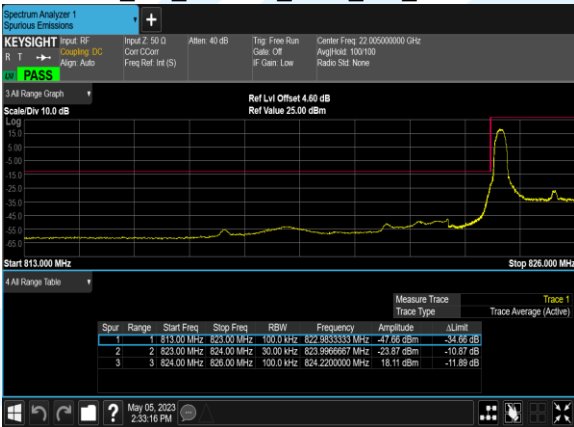 Spectrum Analyzer 1
Spurious Emissions
KEYSIGHT Input: RF Input Z: 50 Ω Atten: 40 dB Trig: Free Run Center Freq: 22.005000000 GHz
R T Coupling: DC Corr CCorr Gate: Off Avg|Hold: 100/100
Align: Auto Freq Ref: Int (S) IF Gain: Low Radio Std: None
PASS
3 All Range Graph
Ref Lvl Offset 4.60 dB
Scale/Div 10.0 dB Ref Value 25.00 dBm
Log
15.0
5.00
-5.00
-15.0
-25.0
-35.0
-45.0
-55.0
-65.0
Start 813.000 MHz Stop 826.000 MHz
4 All Range Table
Measure Trace Trace 1
Trace Type Trace Average (Active)
Spur Range Start Freq Stop Freq RBW Frequency Amplitude ΔLimit
1 1 813.00 MHz 823.00 MHz 100.0 kHz 822.9833333 MHz -47.66 dBm -34.66 dB
2 2 823.00 MHz 824.00 MHz 30.00 kHz 823.9966667 MHz -23.87 dBm -10.87 dB
3 3 824.00 MHz 826.00 MHz 100.0 kHz 824.2200000 MHz 18.11 dBm -11.89 dB
?
May 05, 2023
2:33:16 PM